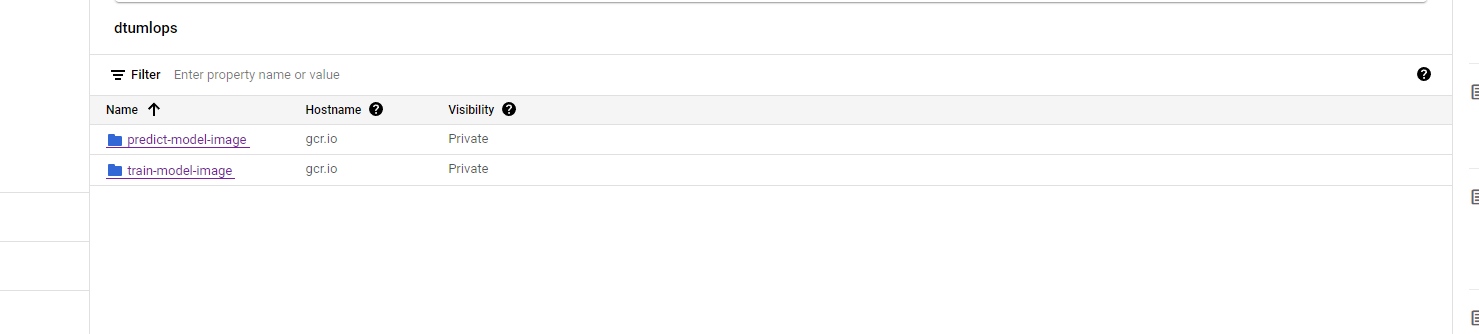 dtumlops
Filter Enter property name or value
Name Hostname Visibility
predict-model-image gcr.io Private
train-model-image gcr.io Private